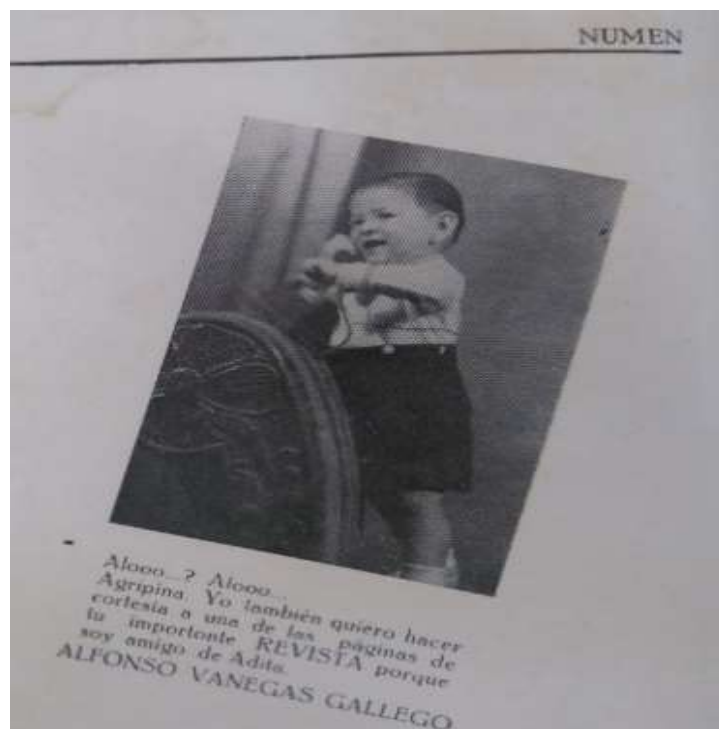 NUMEN
Alooo...? Alooo...
Agripina. Yo también quiero hacer
cortesía a una de las páginas de
tu importonte REVISTA porque
soy amigo de Adita.
ALFONSO VANEGAS GALLEGO